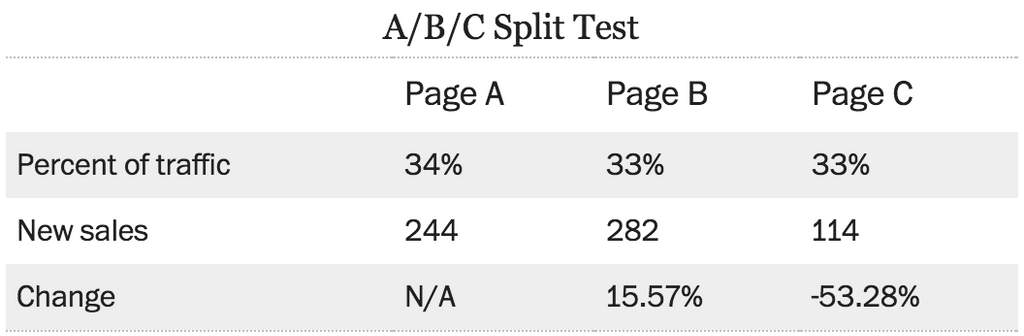 A/B/C Split Test
Page A Page B Page C
Percent of traffic 34% 33% 33%
New sales 244 282 114
Change N/A 15.57% -53.28%